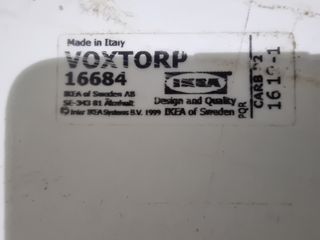 Made in Italy
VOXTORP
16684
IKEA of Sweden AB
SE-343 81 Älmhult
© Inter IKEA Systems B.V. 1999
IKEA
Design and Quality
IKEA of Sweden
PQR
CARB